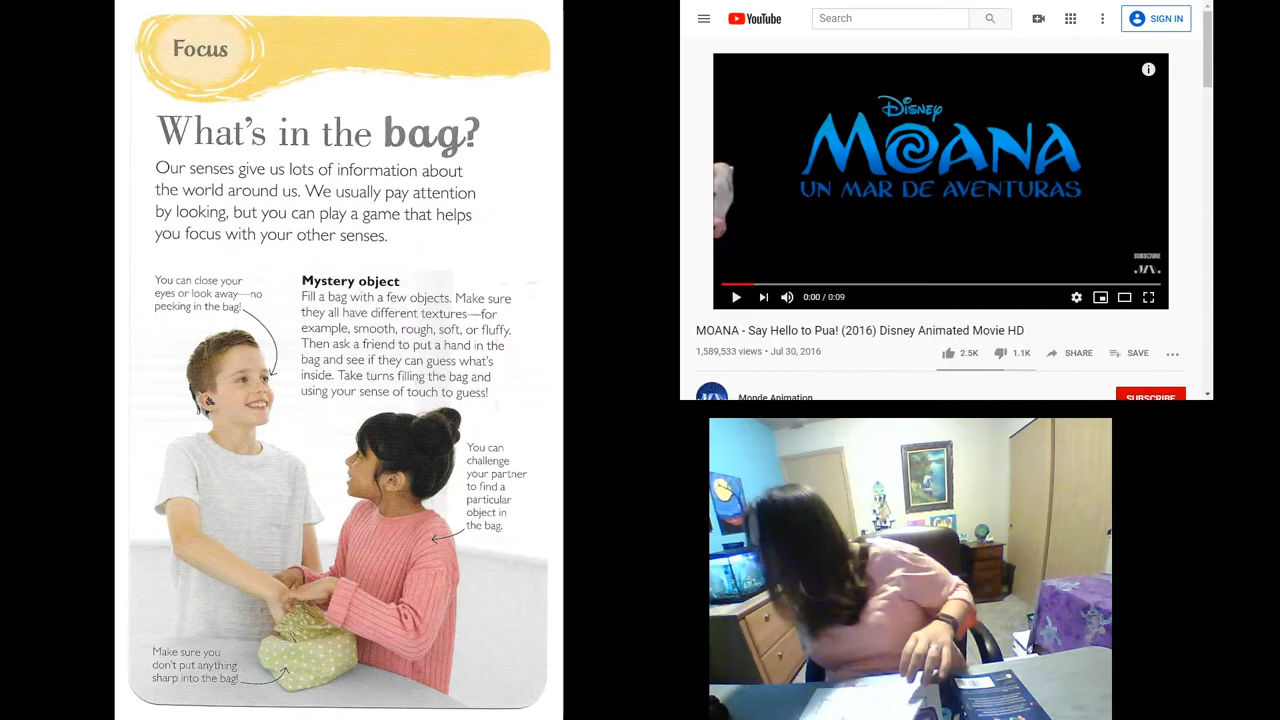 Focus
What's in the bag?
Our senses give us lots of information about
the world around us. We usually pay attention
by looking, but you can play a game that helps
you focus with your other senses.
You can close your
eyes or look away—no
peeking in the bag!
Mystery object
Fill a bag with a few objects. Make sure
they all have different textures—for
example, smooth, rough, soft, or fluffy.
Then ask a friend to put a hand in the
bag and see if they can guess what's
inside. Take turns filling the bag and
using your sense of touch to guess!
You can
challenge
your partner
to find a
particular
object in
the bag.
Make sure you
don't put anything
sharp into the bag!
YouTube
Search
SIGN IN
Disney
MOANA
UN MAR DE AVENTURAS
SUBSCRIBE
0:00 / 0:09
MOANA - Say Hello to Pua! (2016) Disney Animated Movie HD
1,589,533 views • Jul 30, 2016
2.5K
1.1K
SHARE
SAVE
Monde Animation
SUBSCRIBE